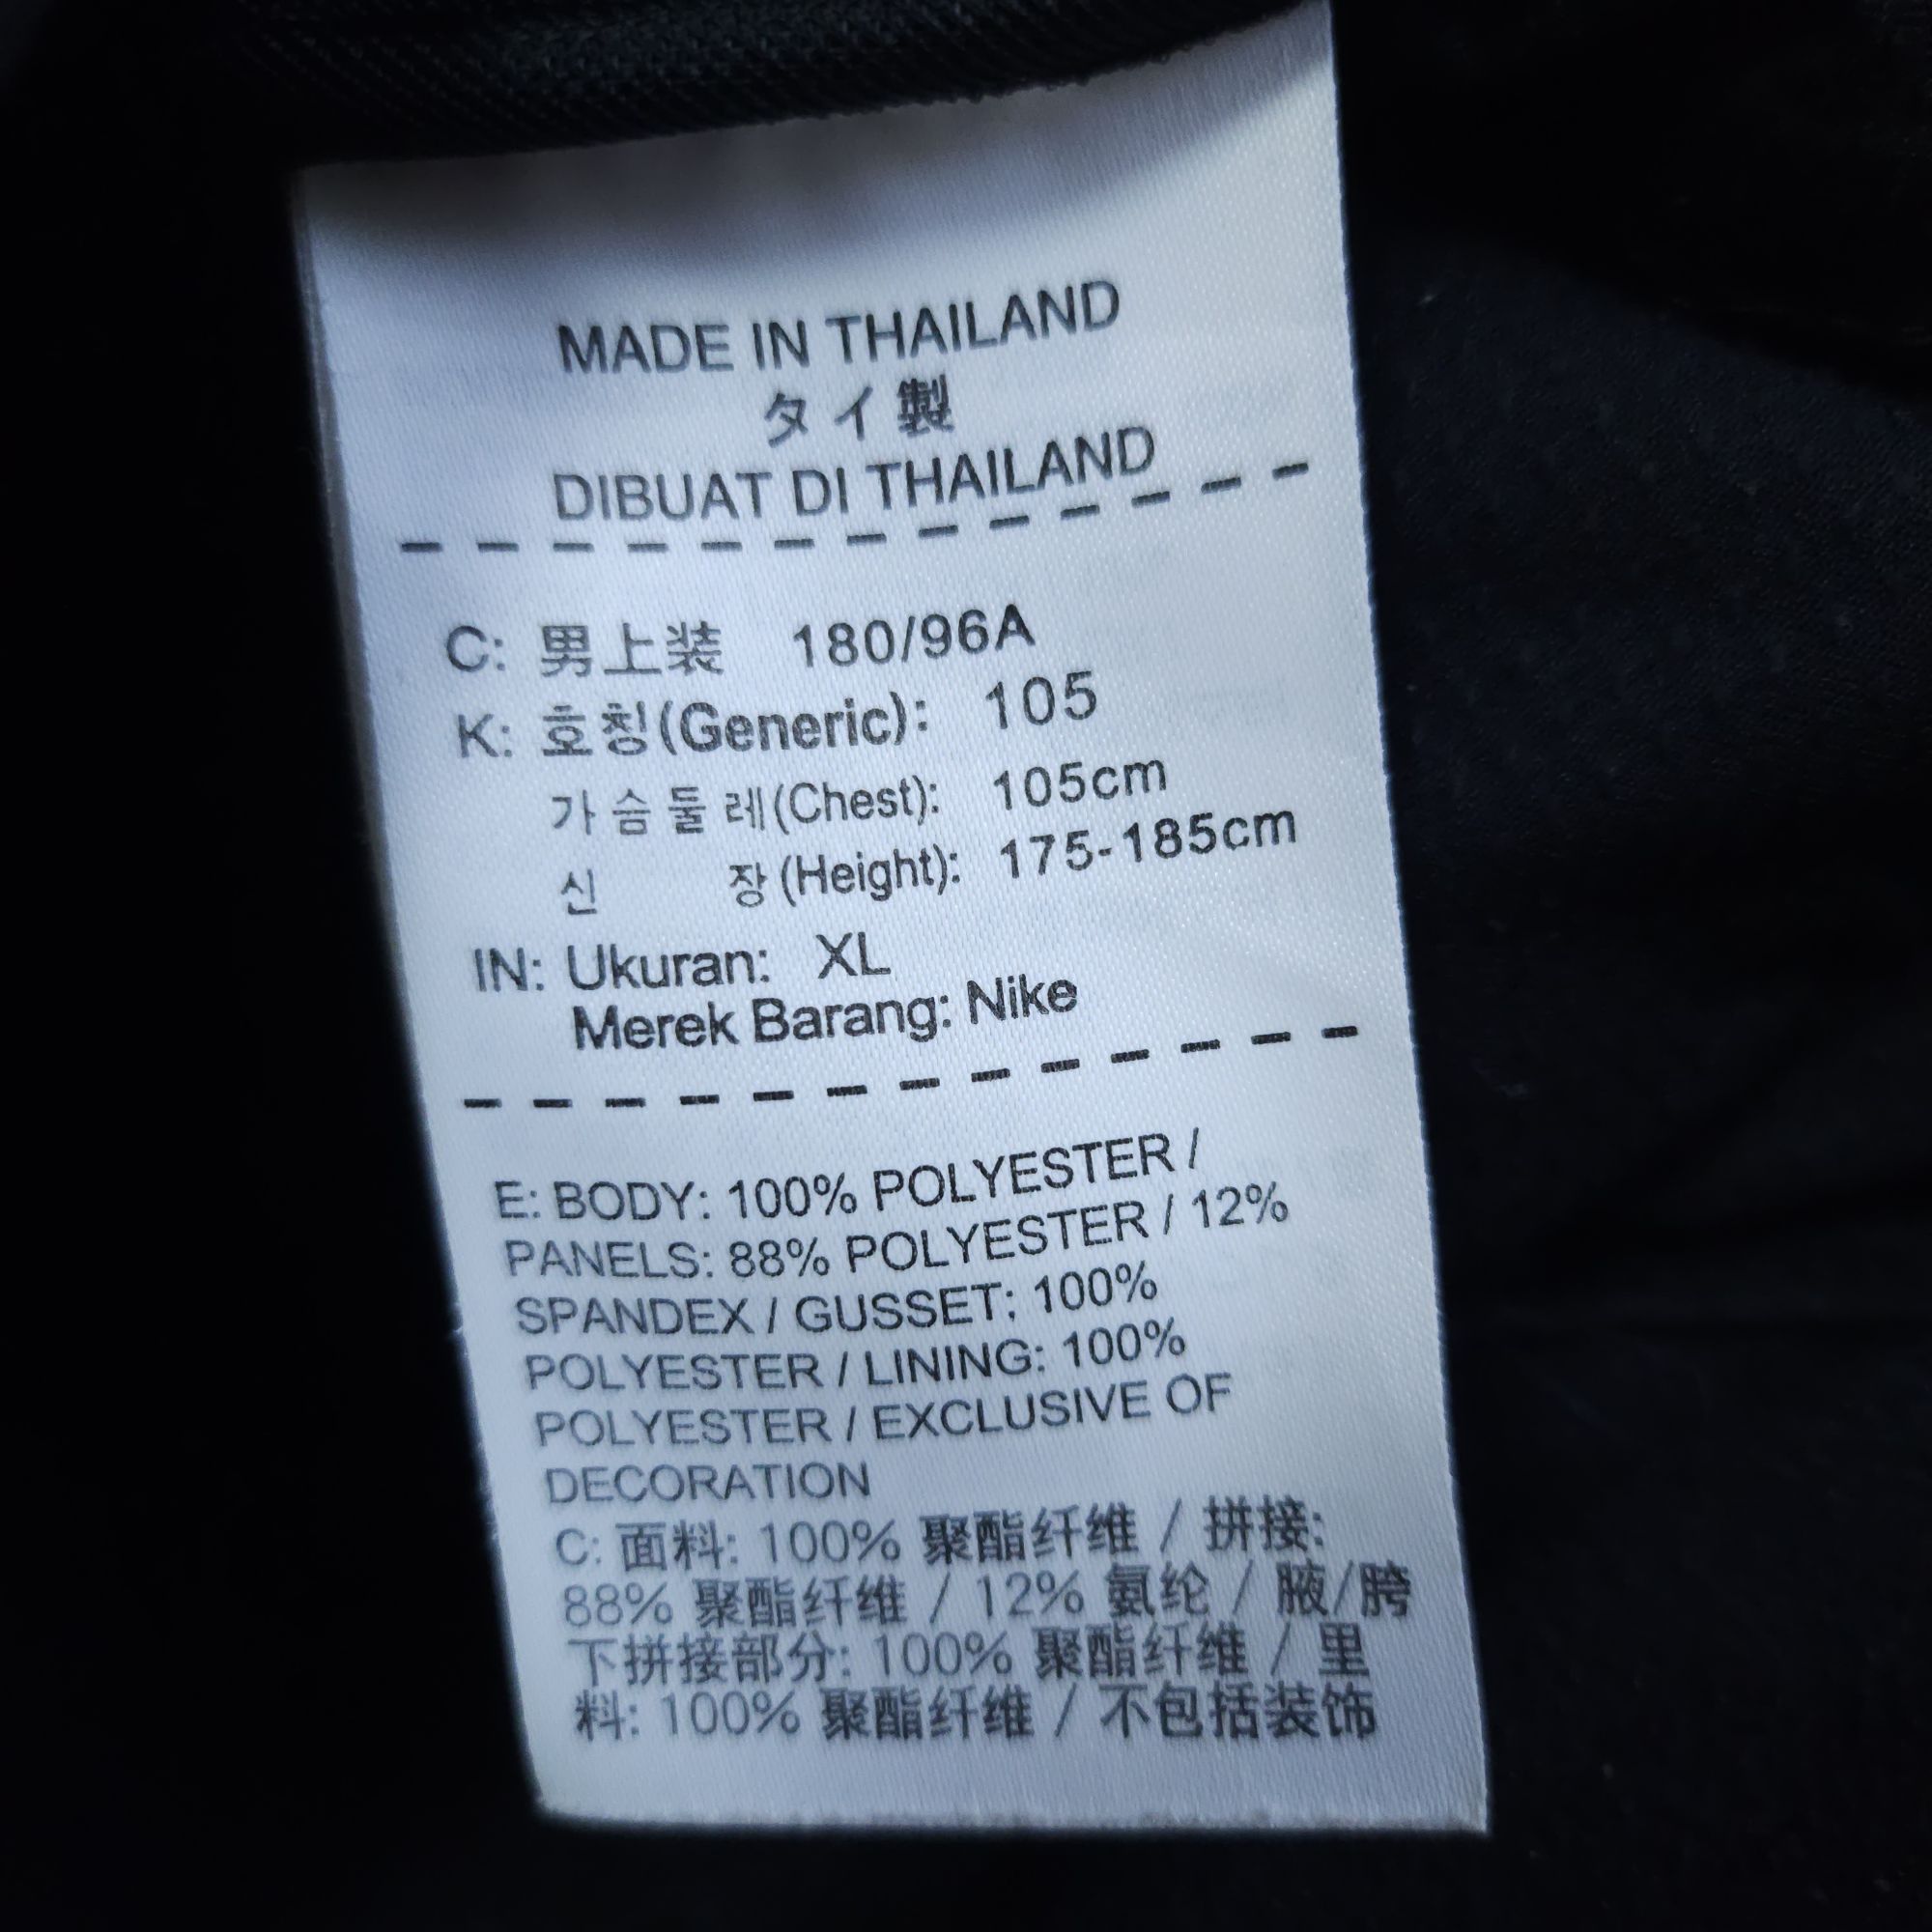 MADE IN THAILAND
タイ製
DIBUAT DI THAILAND
C: 男上装 180/96A
K: 호칭(Generic): 105
가슴둘레(Chest): 105cm
신 장(Height): 175-185cm
IN: Ukuran: XL
Merek Barang: Nike
E: BODY: 100% POLYESTER /
PANELS: 88% POLYESTER / 12%
SPANDEX / GUSSET: 100%
POLYESTER / LINING: 100%
POLYESTER / EXCLUSIVE OF
DECORATION
C: 面料: 100% 聚酯纤维 / 拼接:
88% 聚酯纤维 / 12% 氨纶 / 腋/胯
下拼接部分: 100% 聚酯纤维 / 里
料: 100% 聚酯纤维 / 不包括装饰